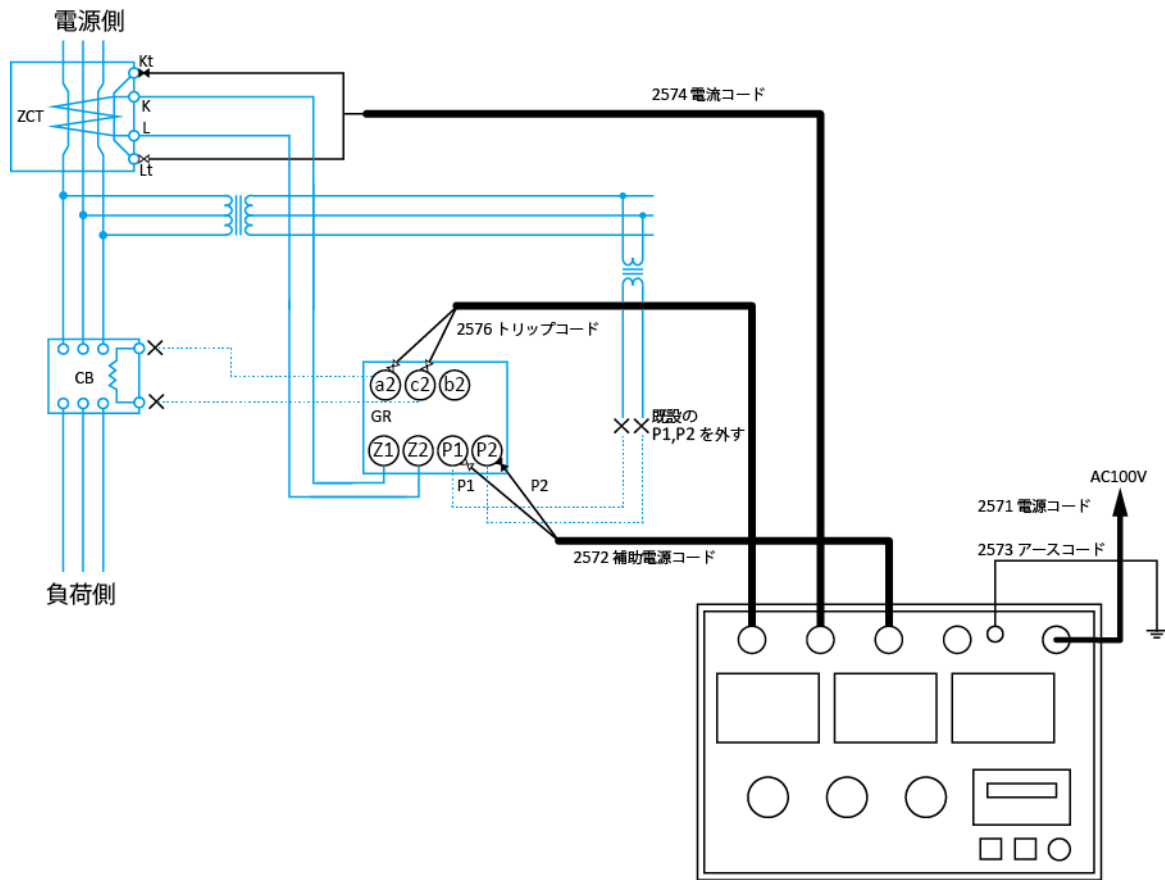 電源側
Kt
2574 電流コード
K
ZCT
L
Lt
2576 トリップコード
CB
a2 c2 b2
GR
既設の
P1,P2 を外す
Z1 Z2 P1 P2
P1 P2
AC100V
2571 電源コード
2573 アースコード
2572 補助電源コード
負荷側